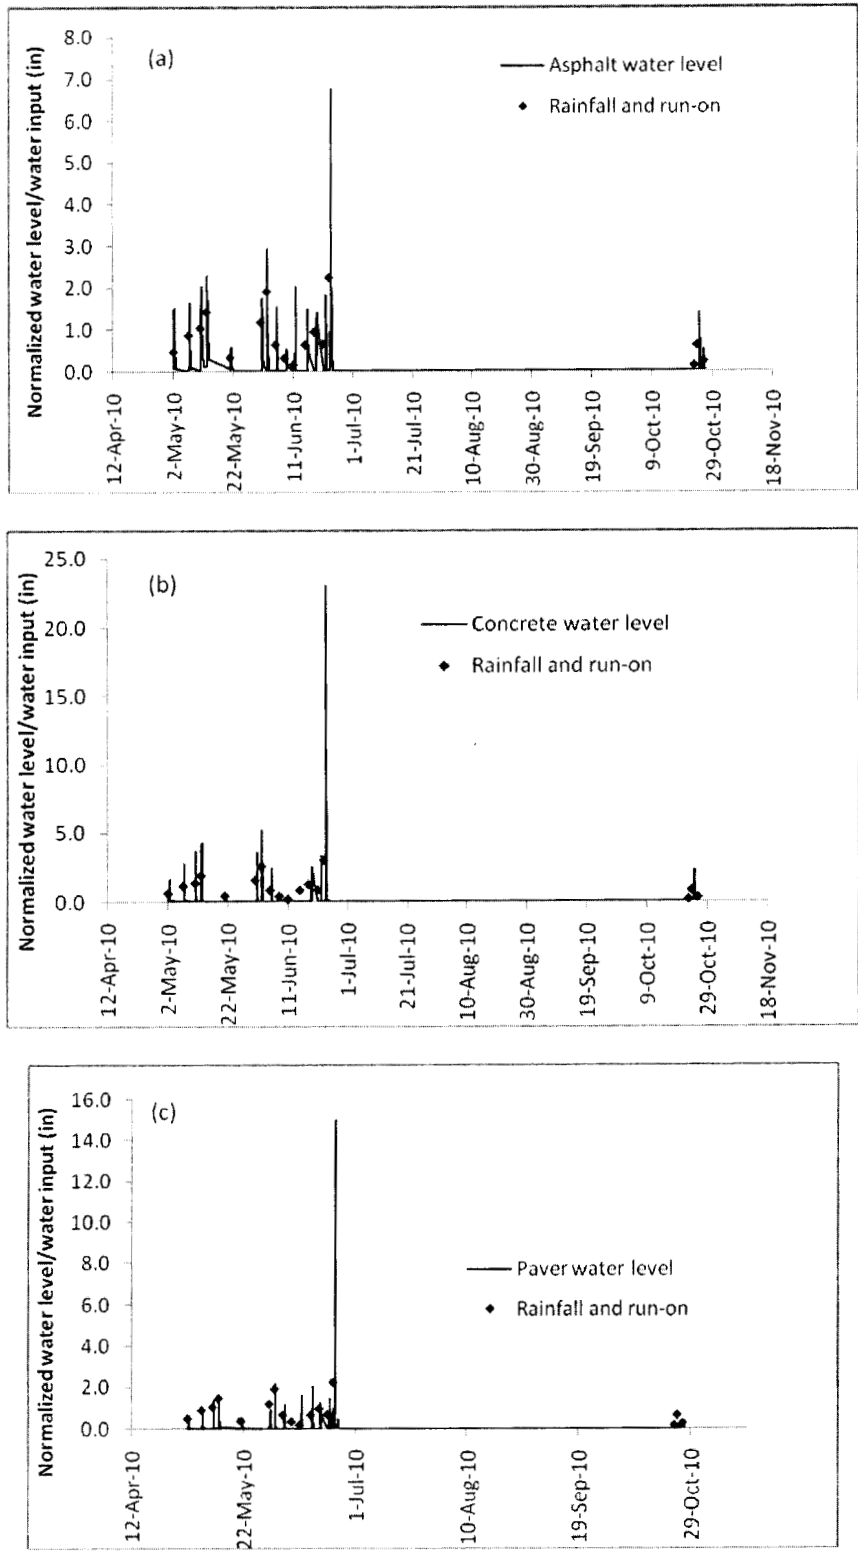 (a)
Normalized water level/water input (in)
8.0
7.0
6.0
5.0
4.0
3.0
2.0
1.0
0.0
Asphalt water level
Rainfall and run-on
12-Apr-10
2-May-10
22-May-10
11-Jun-10
1-Jul-10
21-Jul-10
10-Aug-10
30-Aug-10
19-Sep-10
9-Oct-10
29-Oct-10
18-Nov-10
(b)
Normalized water level/water input (in)
25.0
20.0
15.0
10.0
5.0
0.0
Concrete water level
Rainfall and run-on
12-Apr-10
2-May-10
22-May-10
11-Jun-10
1-Jul-10
21-Jul-10
10-Aug-10
30-Aug-10
19-Sep-10
9-Oct-10
29-Oct-10
18-Nov-10
(c)
Normalized water level/water input (in)
16.0
14.0
12.0
10.0
8.0
6.0
4.0
2.0
0.0
Paver water level
Rainfall and run-on
12-Apr-10
22-May-10
1-Jul-10
10-Aug-10
19-Sep-10
29-Oct-10